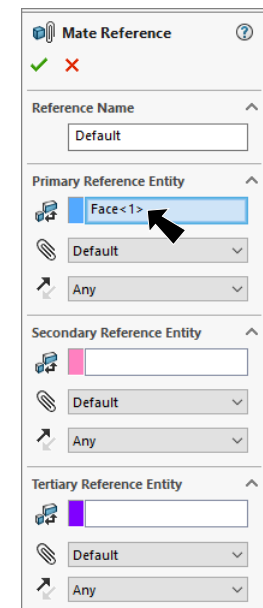 Mate Reference
?
Reference Name
Default
Primary Reference Entity
Face<1>
Default
Any
Secondary Reference Entity
Default
Any
Tertiary Reference Entity
Default
Any